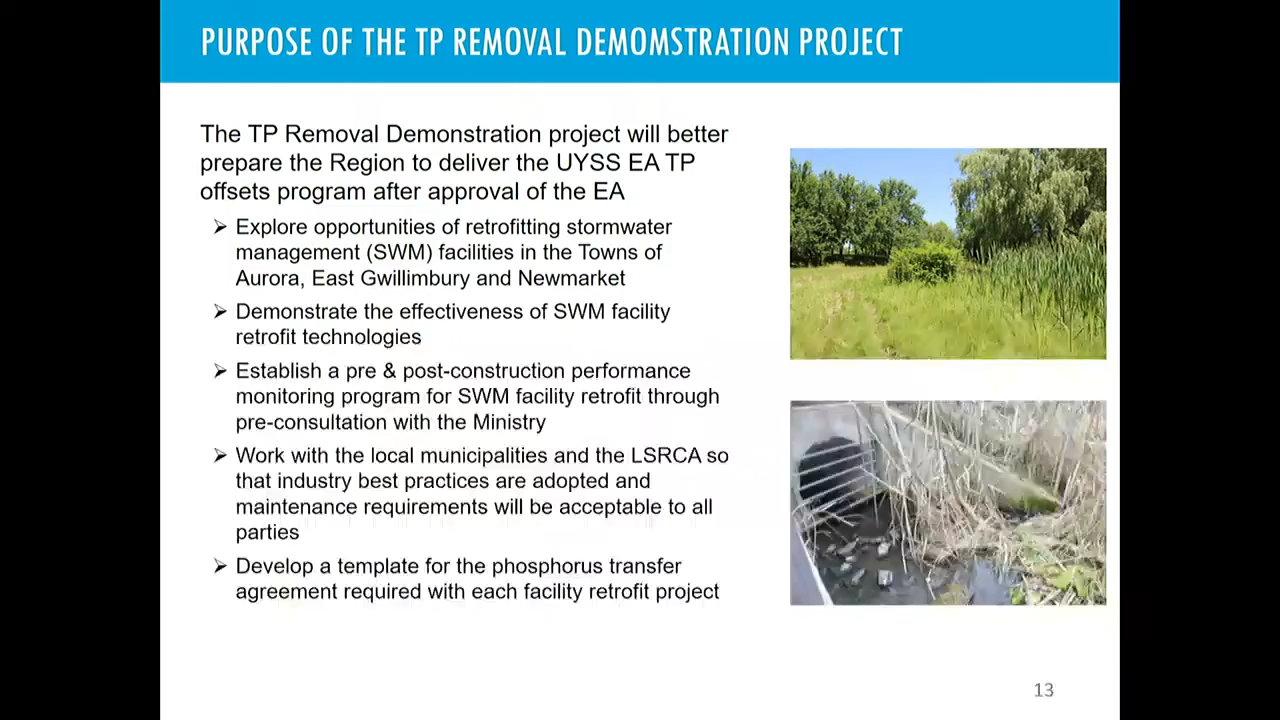 PURPOSE OF THE TP REMOVAL DEMOMSTRATION PROJECT
The TP Removal Demonstration project will better
prepare the Region to deliver the UYSS EA TP
offsets program after approval of the EA
➢ Explore opportunities of retrofitting stormwater
management (SWM) facilities in the Towns of
Aurora, East Gwillimbury and Newmarket
➢ Demonstrate the effectiveness of SWM facility
retrofit technologies
➢ Establish a pre & post-construction performance
monitoring program for SWM facility retrofit through
pre-consultation with the Ministry
➢ Work with the local municipalities and the LSRCA so
that industry best practices are adopted and
maintenance requirements will be acceptable to all
parties
➢ Develop a template for the phosphorus transfer
agreement required with each facility retrofit project
13